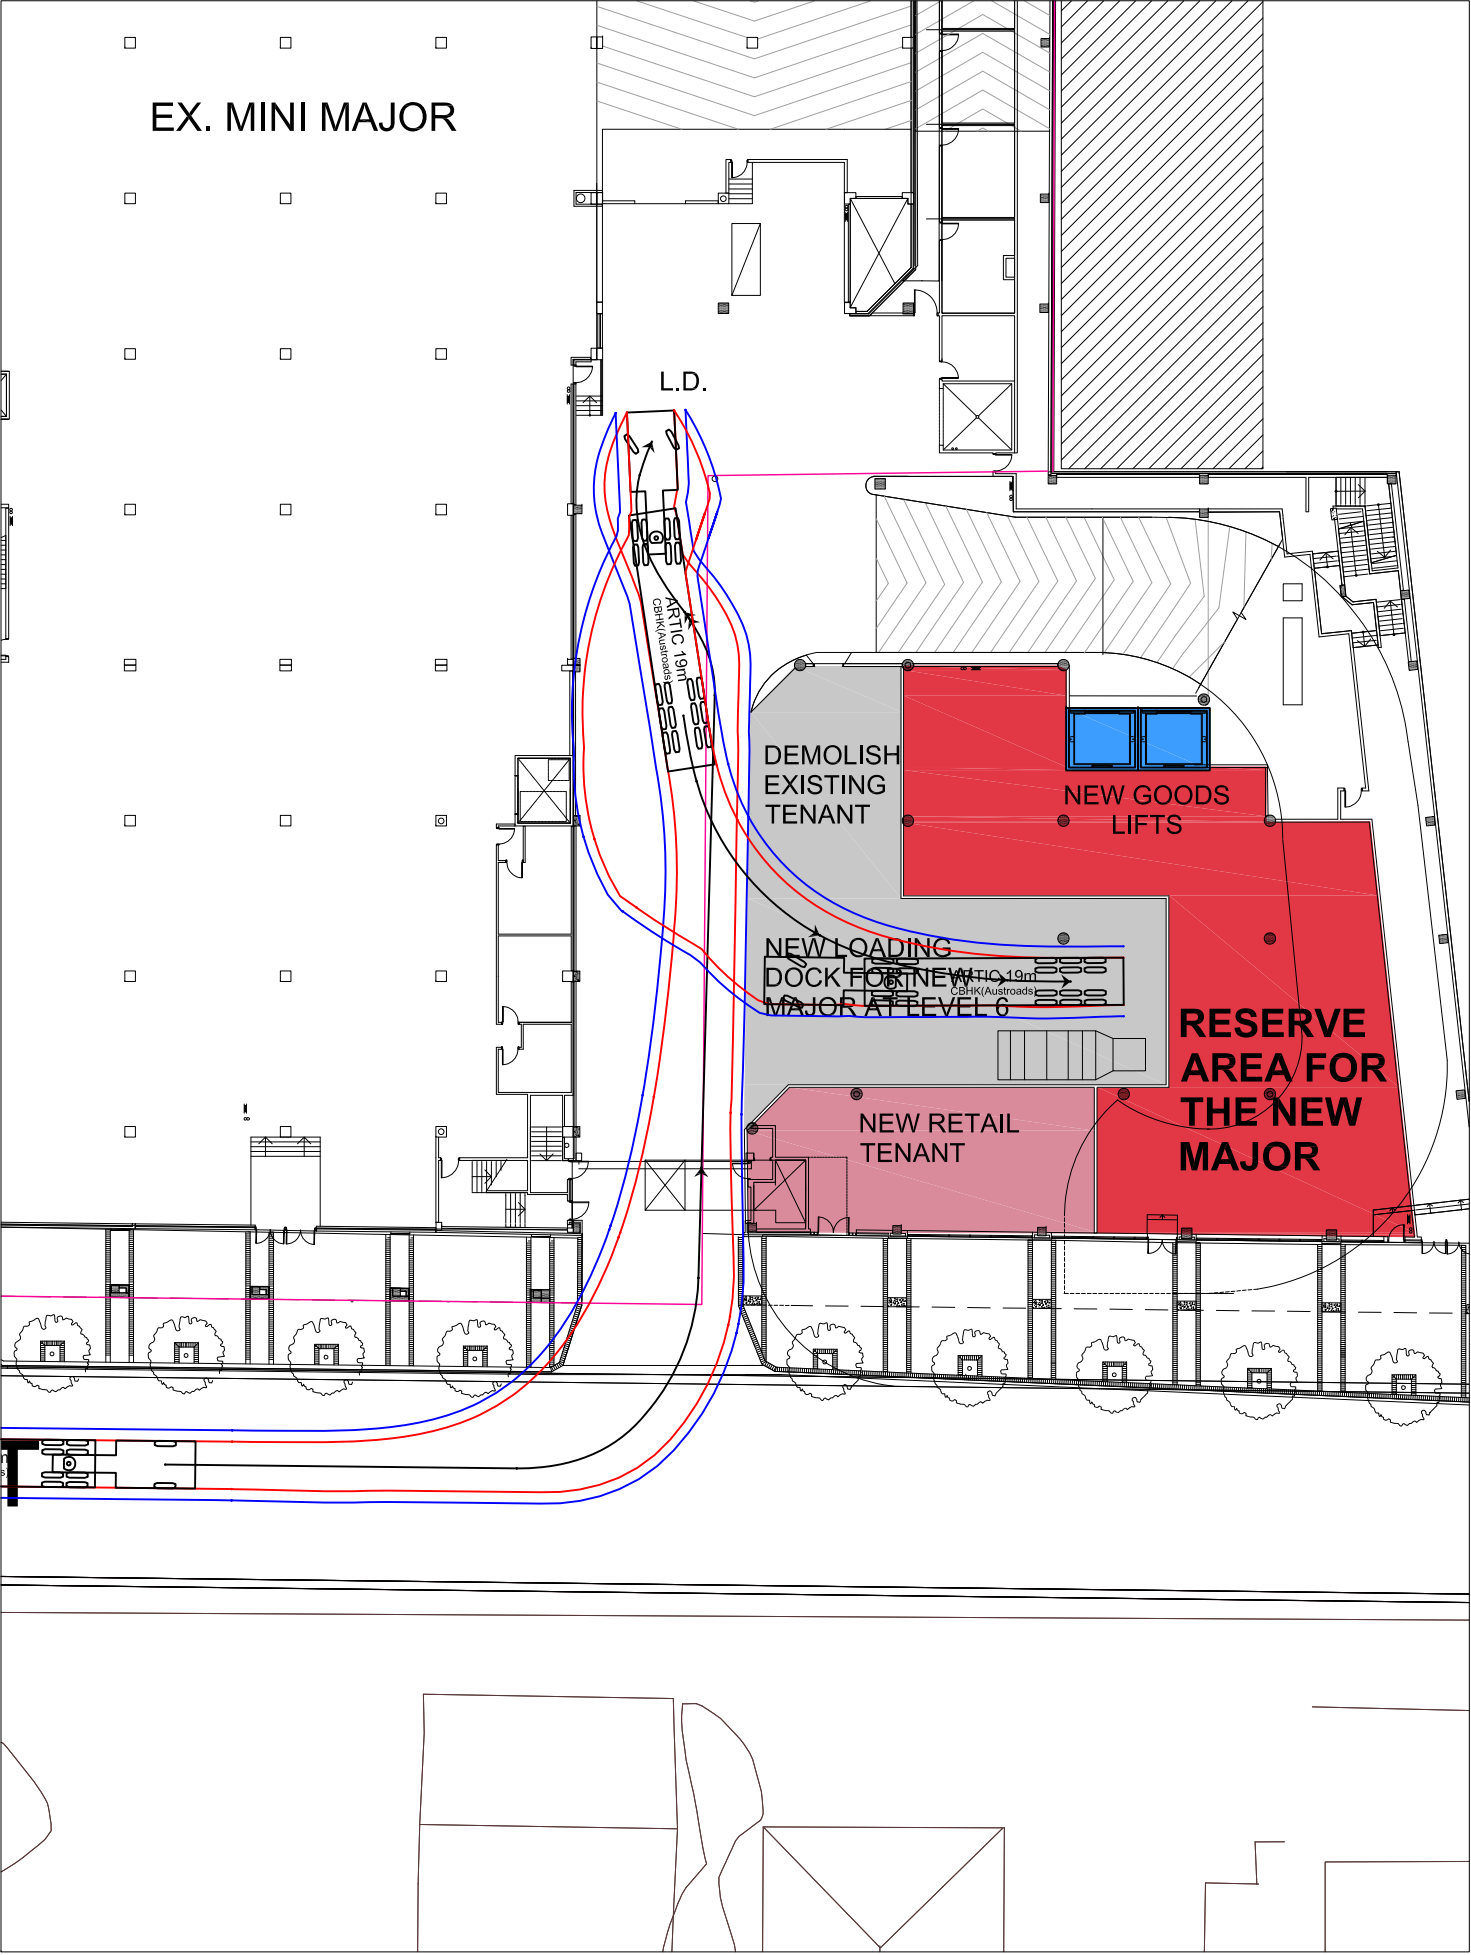 EX. MINI MAJOR
L.D.
ARTIC 19m
CBHK(Austroads)
DEMOLISH
EXISTING
TENANT
NEW GOODS
LIFTS
NEW LOADING
DOCK FOR NEW
MAJOR AT LEVEL 6
ARTIC 19m
CBHK(Austroads)
RESERVE
AREA FOR
THE NEW
MAJOR
NEW RETAIL
TENANT